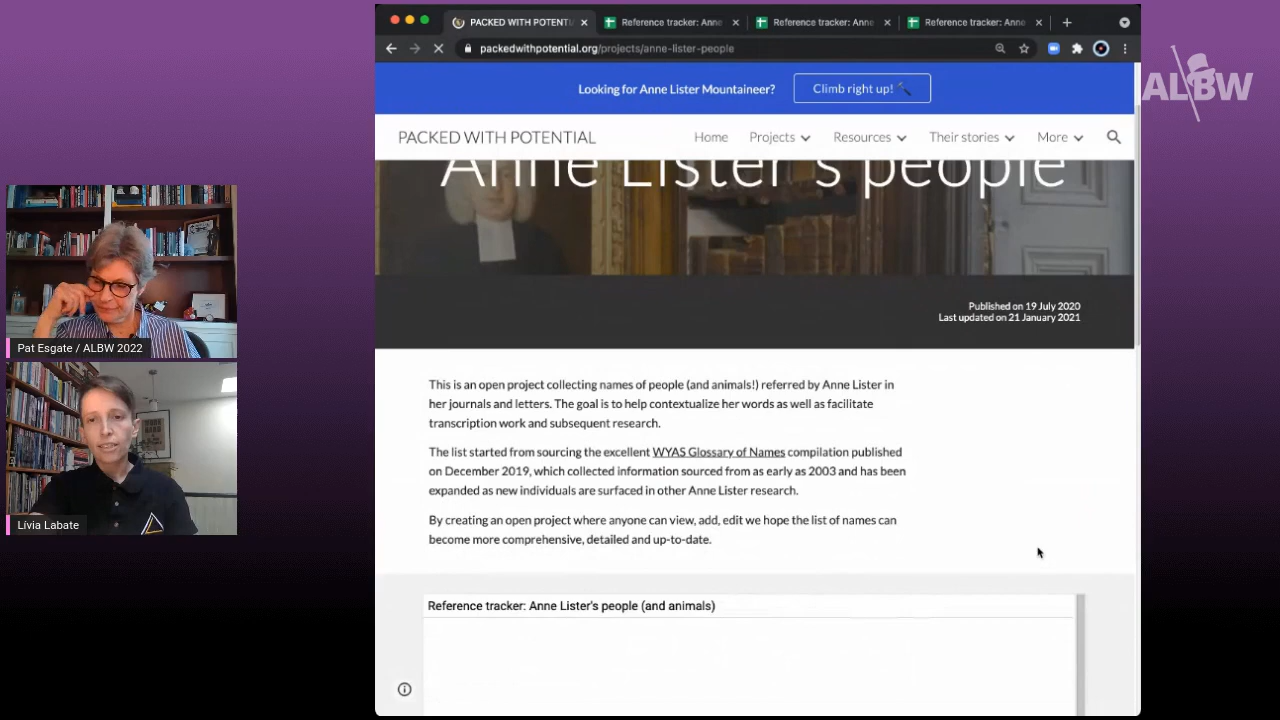 PACKED WITH POTENTI
Reference tracker: Anne
Reference tracker: Anne
Reference tracker: Anne
packedwithpotential.org/projects/anne-lister-people
Looking for Anne Lister Mountaineer?
Climb right up!
ALBW
PACKED WITH POTENTIAL
Home
Projects
Resources
Their stories
More
Anne Lister's people
Published on 19 July 2020
Last updated on 21 January 2021
Pat Esgate / ALBW 2022
This is an open project collecting names of people (and animals!) referred by Anne Lister in
her journals and letters. The goal is to help contextualize her words as well as facilitate
transcription work and subsequent research.
The list started from sourcing the excellent WYAS Glossary of Names compilation published
on December 2019, which collected information sourced from as early as 2003 and has been
expanded as new individuals are surfaced in other Anne Lister research.
By creating an open project where anyone can view, add, edit we hope the list of names can
become more comprehensive, detailed and up-to-date.
Lívia Labate
Reference tracker: Anne Lister's people (and animals)